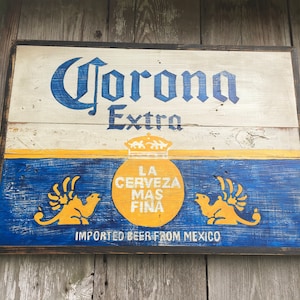 Corona
Extra
LA
CERVEZA
MAS
FINA
IMPORTED BEER FROM MEXICO